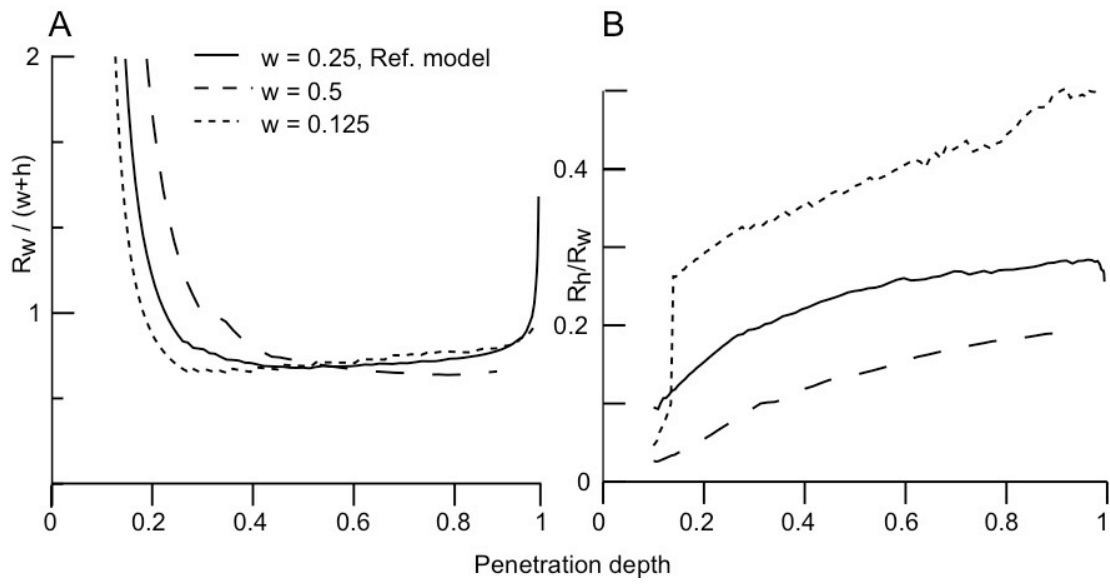 A
B
2
w = 0.25, Ref. model
w = 0.5
w = 0.125
R_w / (w+h)
1
0 0.2 0.4 0.6 0.8 1
R_h/R_w
0.4
0.2
0
0 0.2 0.4 0.6 0.8 1
Penetration depth